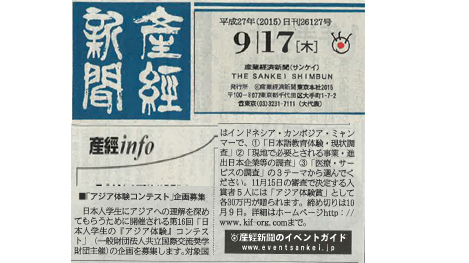 産經新聞
平成27年(2015)日刊26127号
9|17[木]
産業経済新聞(サンケイ)
THE SANKEI SHIMBUN
発行所 ©産業経済新聞東京本社2015
〒100-8077東京都千代田区大手町1-7-2
☎東京(03)3231-7111(大代表)
産經info
■「アジア体験コンテスト」企画募集
日本人学生にアジアへの理解を深め
てもらうために開催される第16回「日
本人学生の『アジア体験コンテス
ト』」(一般財団法人共立国際交流奨学
財団主催)の企画を募集します。対象国
はインドネシア・カンボジア・ミャン
マーで、①「日本語教育体験・現状調
査」②「現地で必要とされる事業・進
出日本企業等の調査」③「医療・サー
ビスの調査」の3テーマから選んでく
ださい。11月15日の審査で決定する入
賞者5人には「アジア体験賞」として
各30万円が贈られます。締め切りは10
月9日。詳細はホームページhttp://
www.kif-org.comまで。
産經新聞のイベントガイド
www.eventsankei.jp